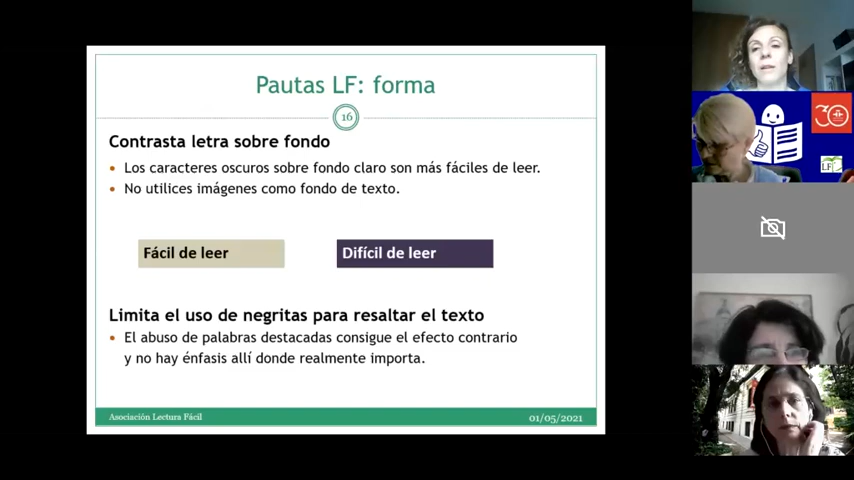 Pautas LF: forma
16
Contrasta letra sobre fondo
• Los caracteres oscuros sobre fondo claro son más fáciles de leer.
• No utilices imágenes como fondo de texto.
Fácil de leer
Difícil de leer
Limita el uso de negritas para resaltar el texto
• El abuso de palabras destacadas consigue el efecto contrario
y no hay énfasis allí donde realmente importa.
Asociación Lectura Fácil
01/05/2021
30
LF